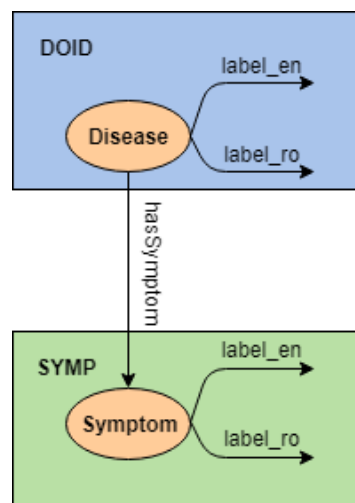 DOID
label_en
Disease
label_ro
hasSymptom
label_en
SYMP
Symptom
label_ro